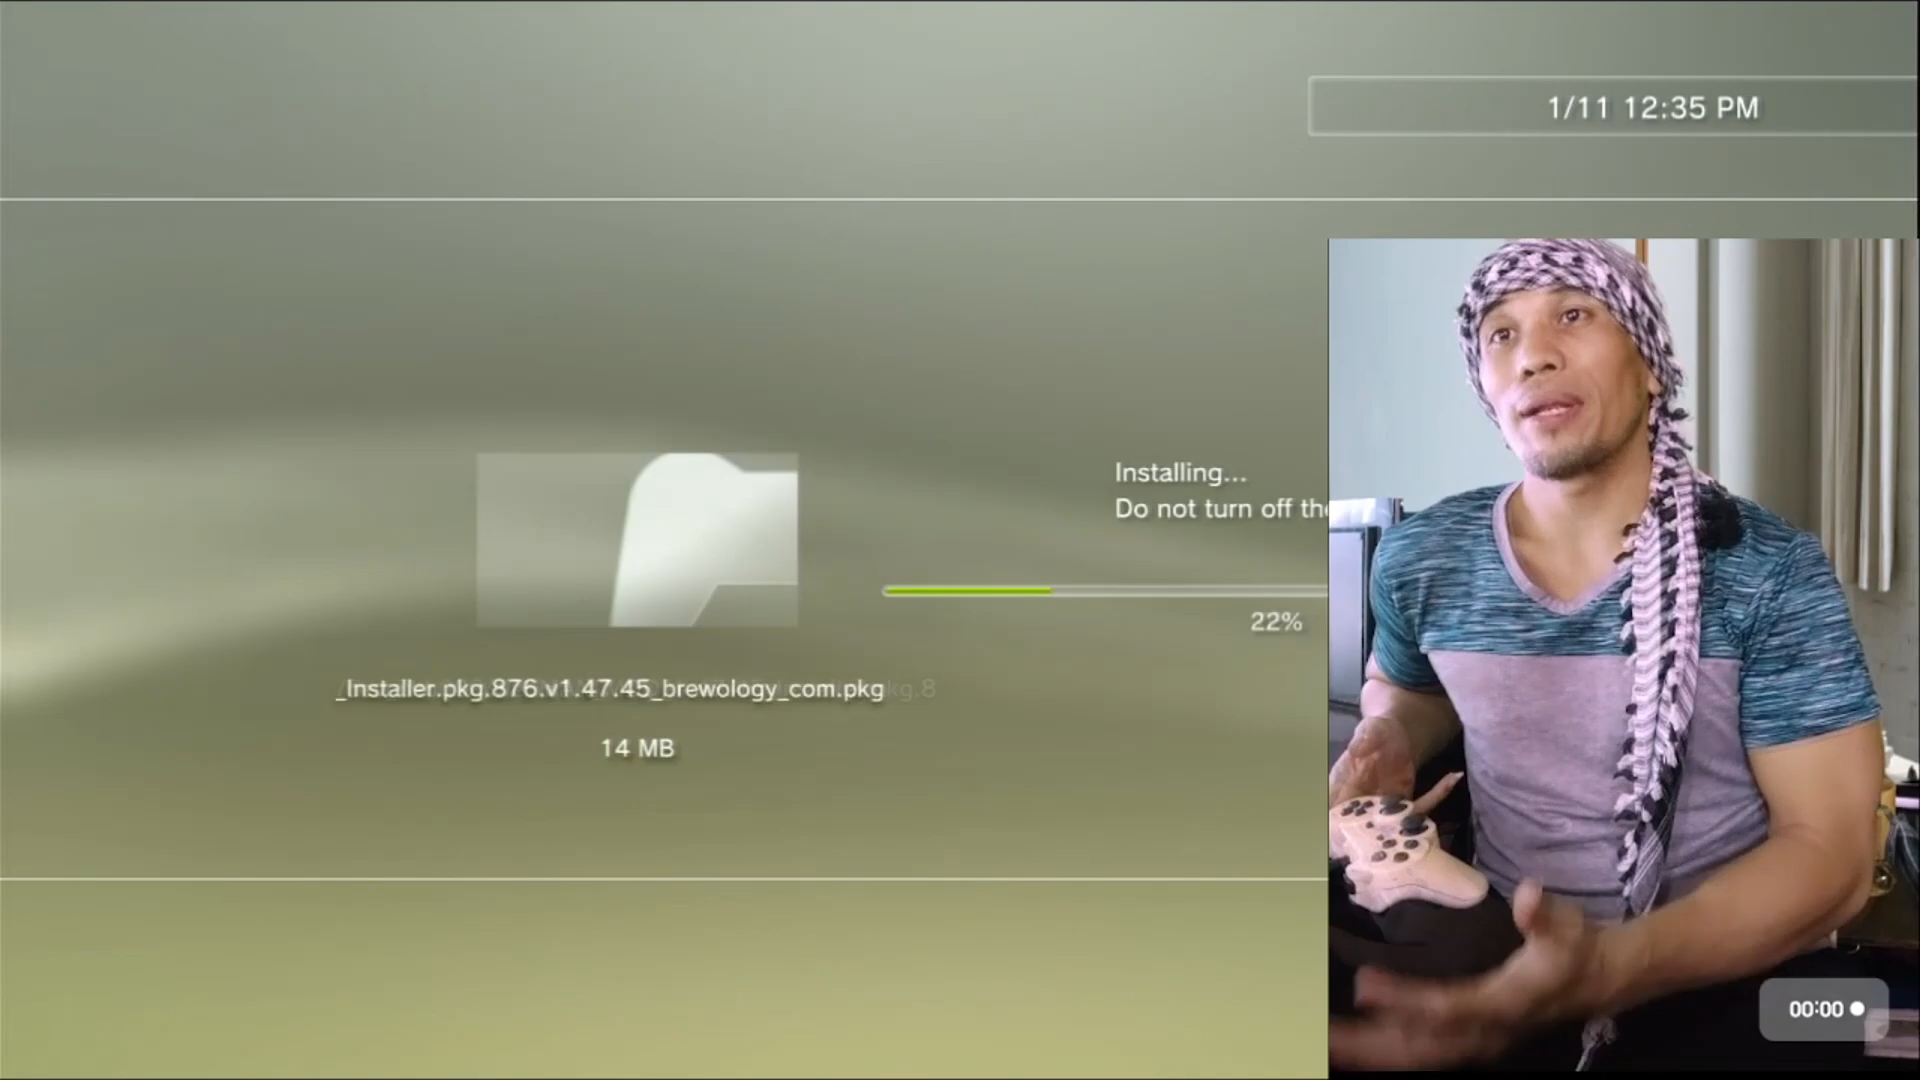 1/11 12:35 PM
Installing...
Do not turn off the
22%
_Installer.pkg.876.v1.47.45_brewology_com.pkg
14 MB
00:00